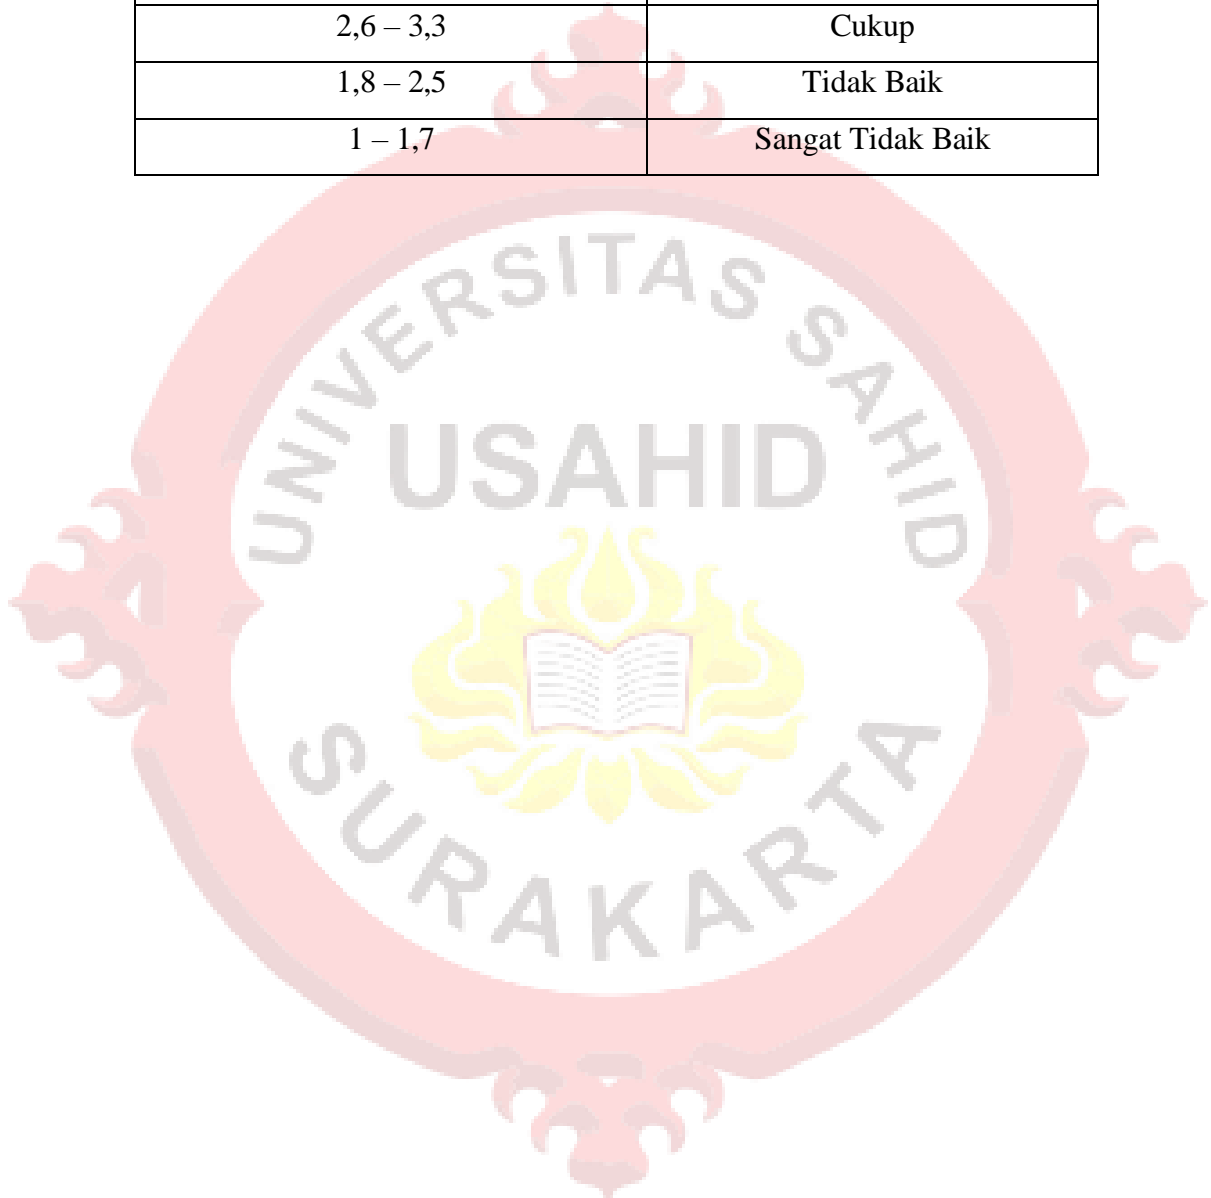 2,6 – 3,3 Cukup
1,8 – 2,5 Tidak Baik
1 – 1,7 Sangat Tidak Baik
UNIVERSITAS SAHID
USAHID
SURAKARTA